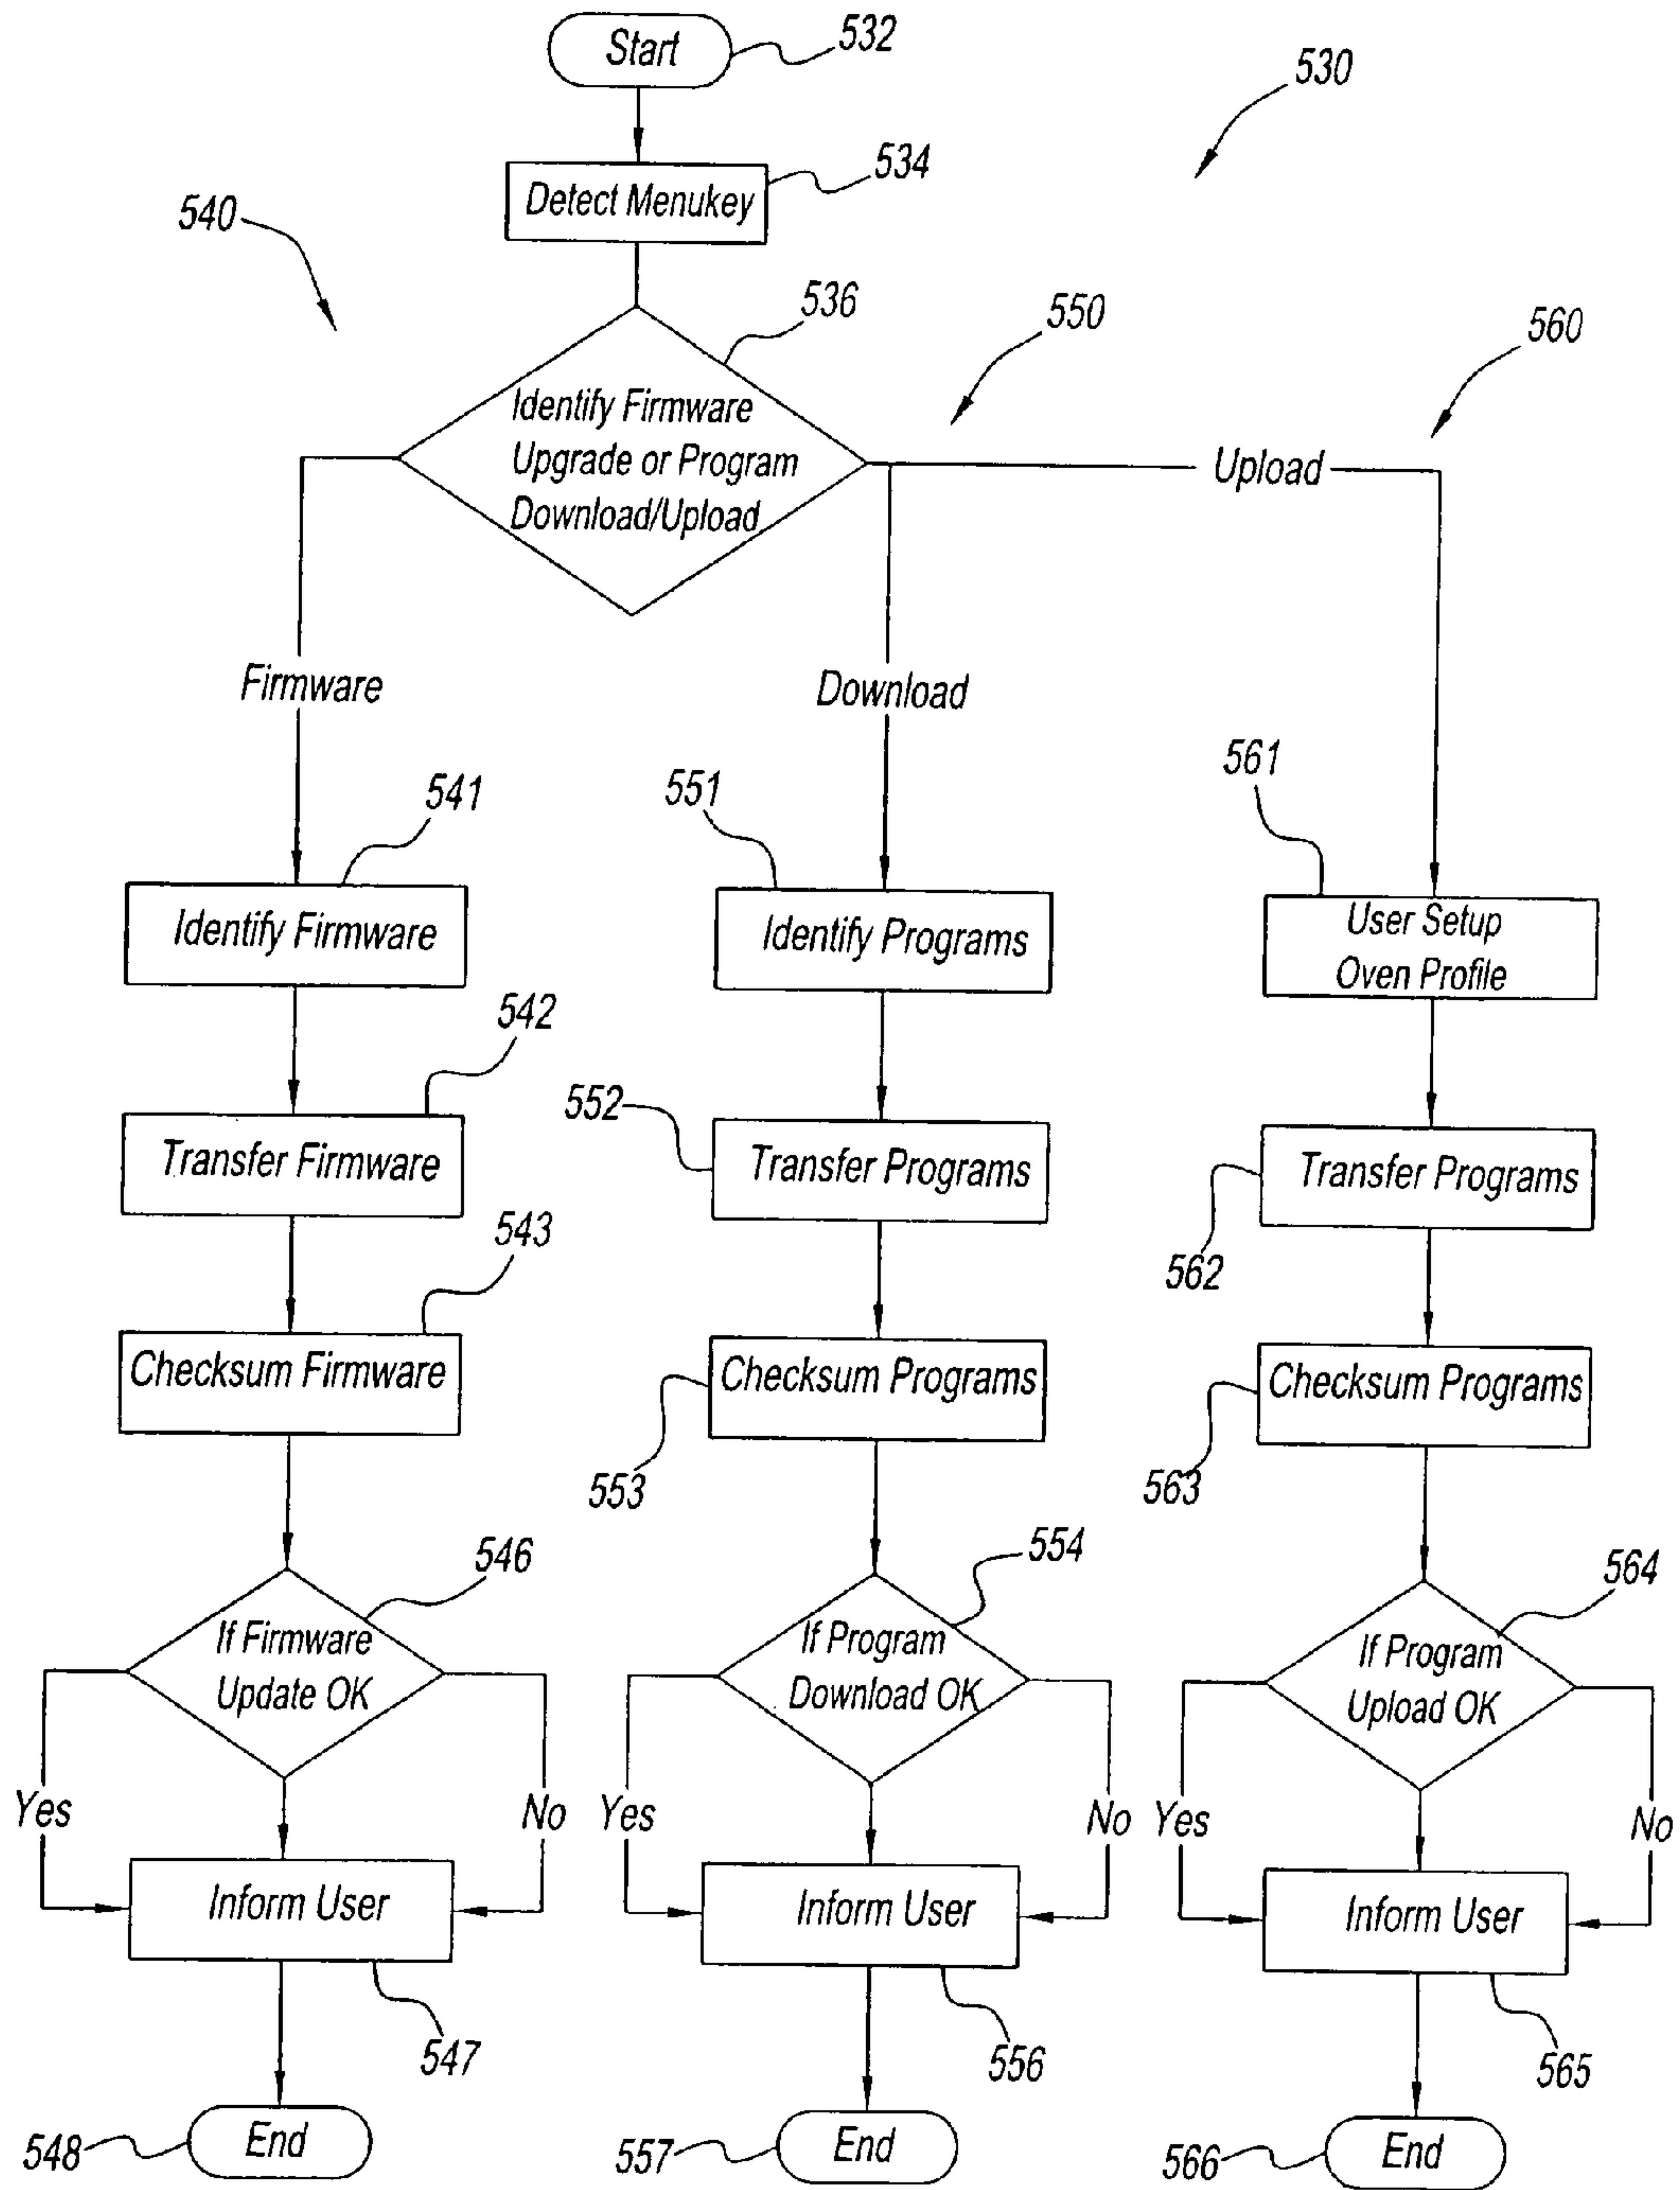 Start
532
530
Detect Menukey
534
540
536
550
560
Identify Firmware
Upgrade or Program
Download/Upload
Upload
Firmware
Download
541
551
561
Identify Firmware
Identify Programs
User Setup
Oven Profile
542
552
562
Transfer Firmware
Transfer Programs
Transfer Programs
543
553
563
Checksum Firmware
Checksum Programs
Checksum Programs
546
554
564
If Firmware
Update OK
If Program
Download OK
If Program
Upload OK
Yes
No
Yes
No
Yes
No
Inform User
Inform User
Inform User
547
556
565
548
End
557
End
566
End